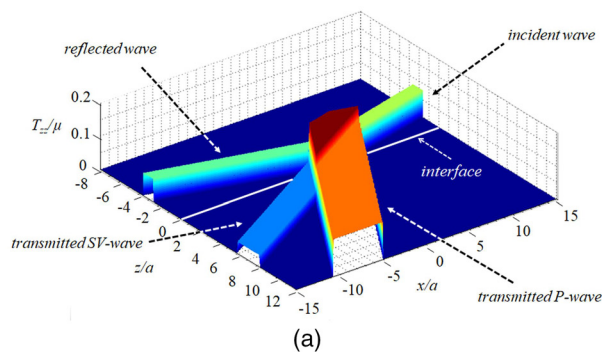 reflected wave
incident wave
0.2
T_zz/μ
0.1
0
-8
-6
-4
-2
0
2
4
6
8
10
12
interface
transmitted SV-wave
z/a
-15
-10
-5
0
5
10
15
x/a
transmitted P-wave
(a)